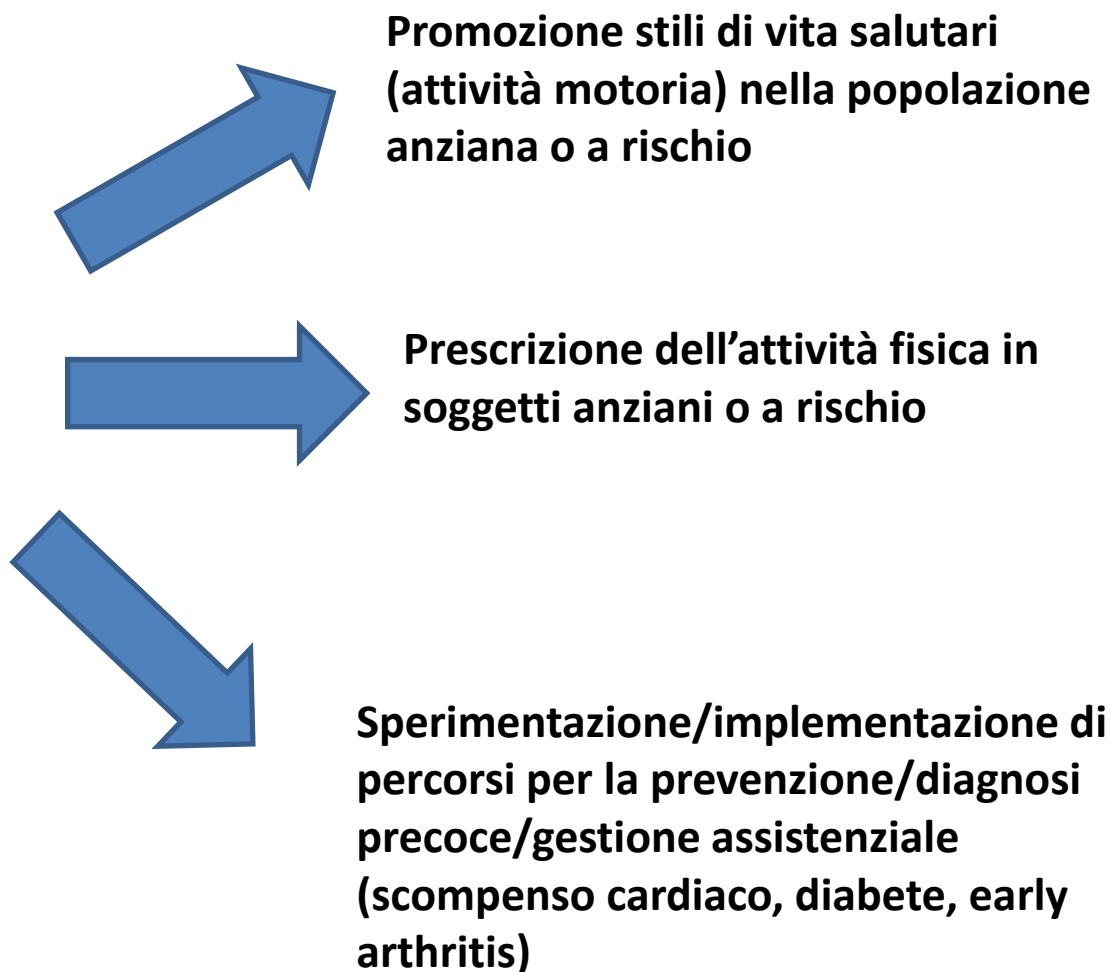 Promozione stili di vita salutari
(attività motoria) nella popolazione
anziana o a rischio
Prescrizione dell’attività fisica in
soggetti anziani o a rischio
Sperimentazione/implementazione di
percorsi per la prevenzione/diagnosi
precoce/gestione assistenziale
(scompenso cardiaco, diabete, early
arthritis)